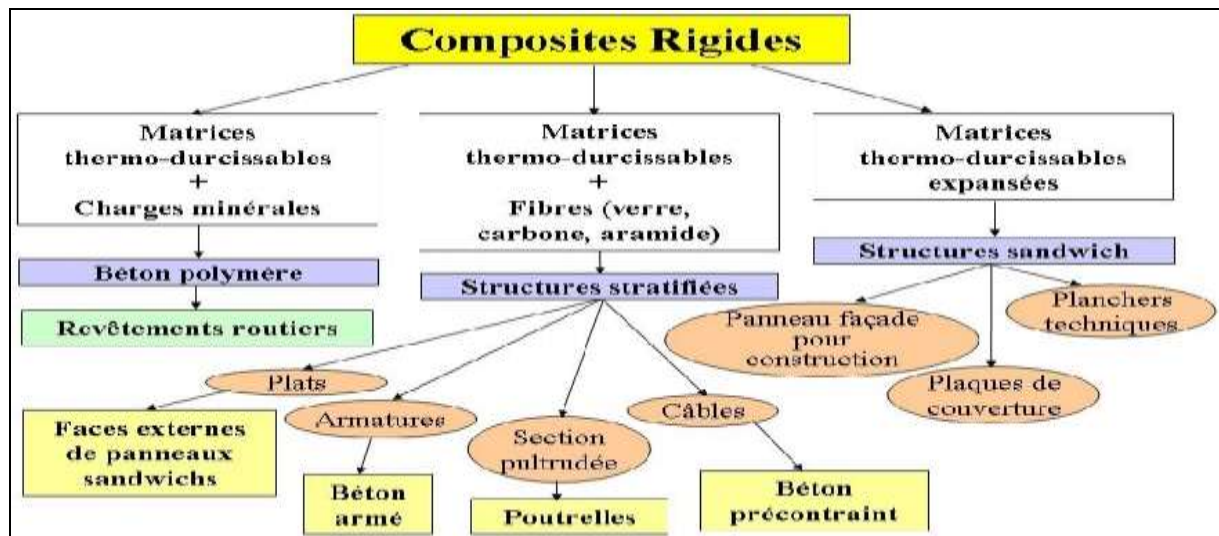 Composites Rigides
Matrices
thermo-durcissables
+
Charges minérales
Béton polymère
Revêtements routiers
Matrices
thermo-durcissables
+
Fibres (verre,
carbone, aramide)
Structures stratifiées
Plats
Faces externes
de panneaux
sandwichs
Armatures
Béton
armé
Section
pultrudée
Poutrelles
Câbles
Béton
précontraint
Matrices
thermo-durcissables
expansées
Structures sandwich
Panneau façade
pour
construction
Plaques de
couverture
Planchers
techniques